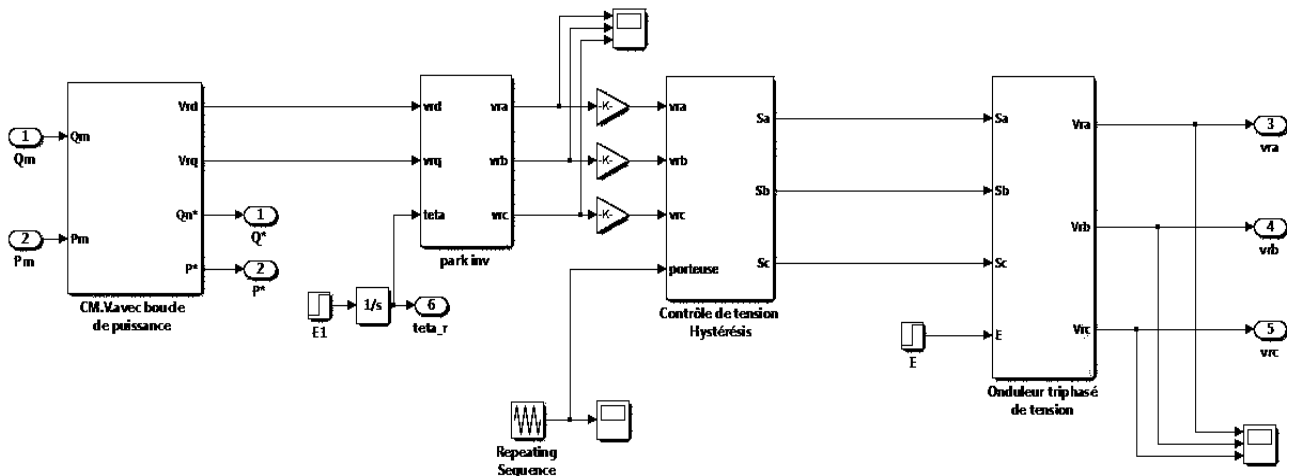 Vrd
Vrq
Qn*
P*
Qm
Pm
1
Qm
2
Pm
1
Q*
2
P*
CM.V.avec boucle
de puissance
vrd
vrq
teta
vra
vrb
vrc
park inv
E1
1/s
6
teta_r
-K-
-K-
-K-
vra
vrb
vrc
porteuse
Sa
Sb
Sc
Contrôle de tension
Hystérésis
Repeating
Sequence
E
Sa
Sb
Sc
E
Vra
Vrb
Vrc
Onduleur triphasé
de tension
3
vra
4
vrb
5
vrc